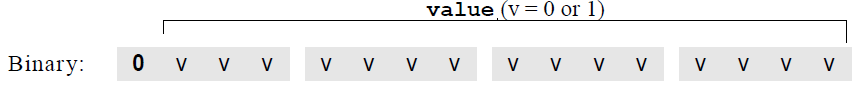 value (v = 0 or 1)
Binary: 0 v v v v v v v v v v v v v v v